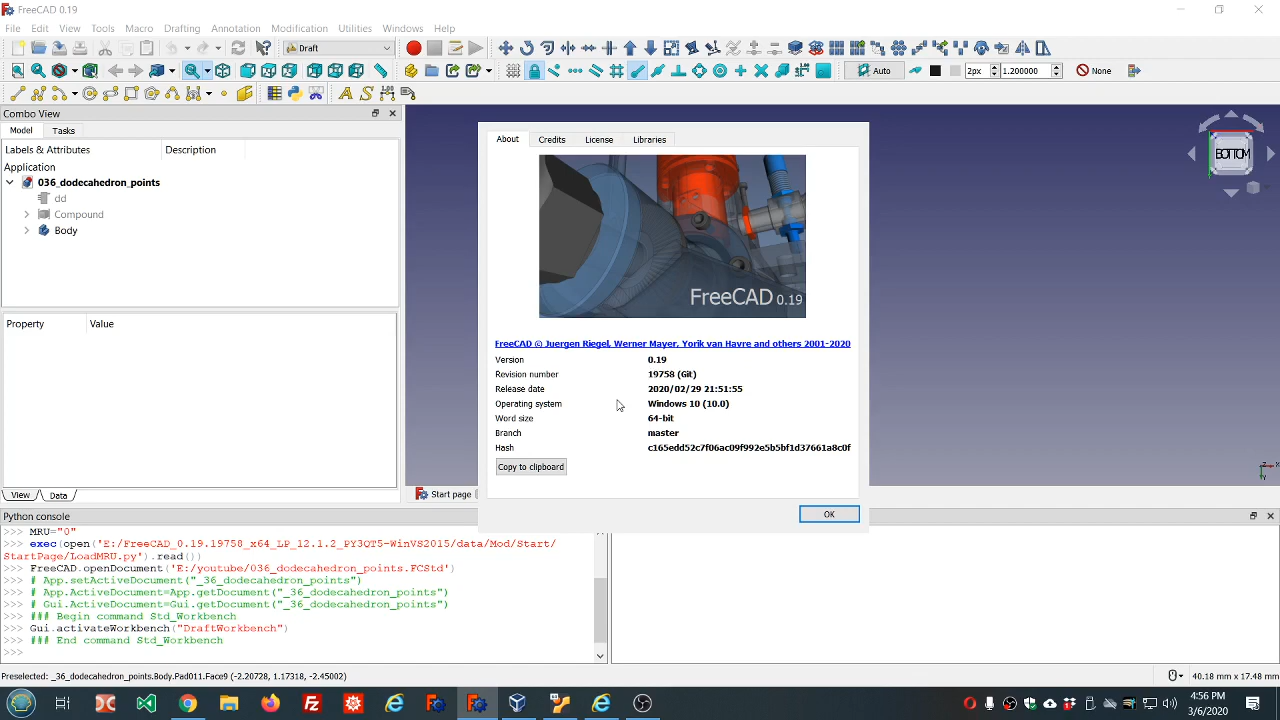 FreeCAD 0.19
File Edit View Tools Macro Drafting Annotation Modification Utilities Windows Help
Draft
Auto 2px 1.200000 None
Combo View
Model Tasks
Labels & Attributes Description
Application
036_dodecahedron_points
dd
Compound
Body
Property Value
View Data
Start page
BOTTOM
About Credits License Libraries
FreeCAD 0.19
FreeCAD © Juergen Riegel, Werner Mayer, Yorik van Havre and others 2001-2020
Version 0.19
Revision number 19758 (Git)
Release date 2020/02/29 21:51:55
Operating system Windows 10 (10.0)
Word size 64-bit
Branch master
Hash c165edd52c7f06ac09f992e5b5bf1d37661a8c0f
Copy to clipboard
OK
Python console
>>> MRU="0"
>>> exec(open('E:/FreeCAD_0.19.19758_x64_LP_12.1.2_PY3QT5-WinVS2015/data/Mod/Start/
StartPage/LoadMRU.py').read())
>>> FreeCAD.openDocument('E:/youtube/036_dodecahedron_points.FCStd')
>>> # App.setActiveDocument("_36_dodecahedron_points")
>>> # App.ActiveDocument=App.getDocument("_36_dodecahedron_points")
>>> # Gui.ActiveDocument=Gui.getDocument("_36_dodecahedron_points")
>>> ### Begin command Std_Workbench
>>> Gui.activateWorkbench("DraftWorkbench")
>>> ### End command Std_Workbench
>>>
Preselected: _36_dodecahedron_points.Body.Pad011.Face9 (-2.20728, 1.17318, -2.45002)
40.18 mm x 17.48 mm
4:56 PM
3/6/2020